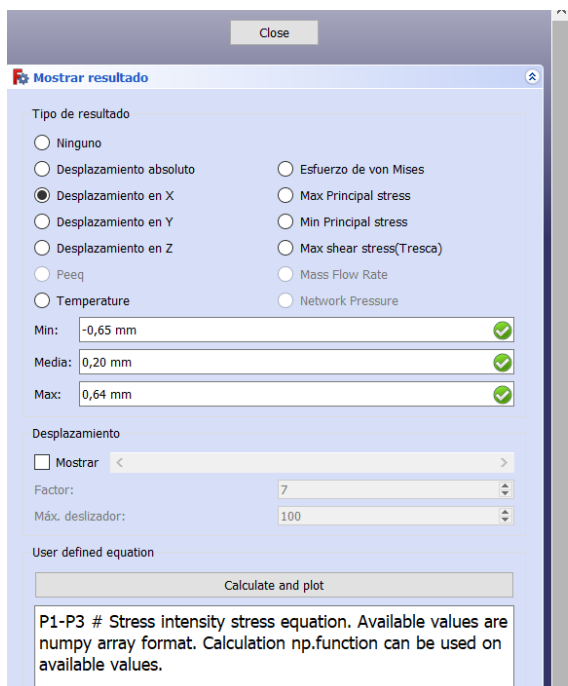 Close
Mostrar resultado
Tipo de resultado
Ninguno
Desplazamiento absoluto
Esfuerzo de von Mises
Desplazamiento en X
Max Principal stress
Desplazamiento en Y
Min Principal stress
Desplazamiento en Z
Max shear stress(Tresca)
Peeq
Mass Flow Rate
Temperature
Network Pressure
Min: -0,65 mm
Media: 0,20 mm
Max: 0,64 mm
Desplazamiento
Mostrar
Factor: 7
Máx. deslizador: 100
User defined equation
Calculate and plot
P1-P3 # Stress intensity stress equation. Available values are
numpy array format. Calculation np.function can be used on
available values.